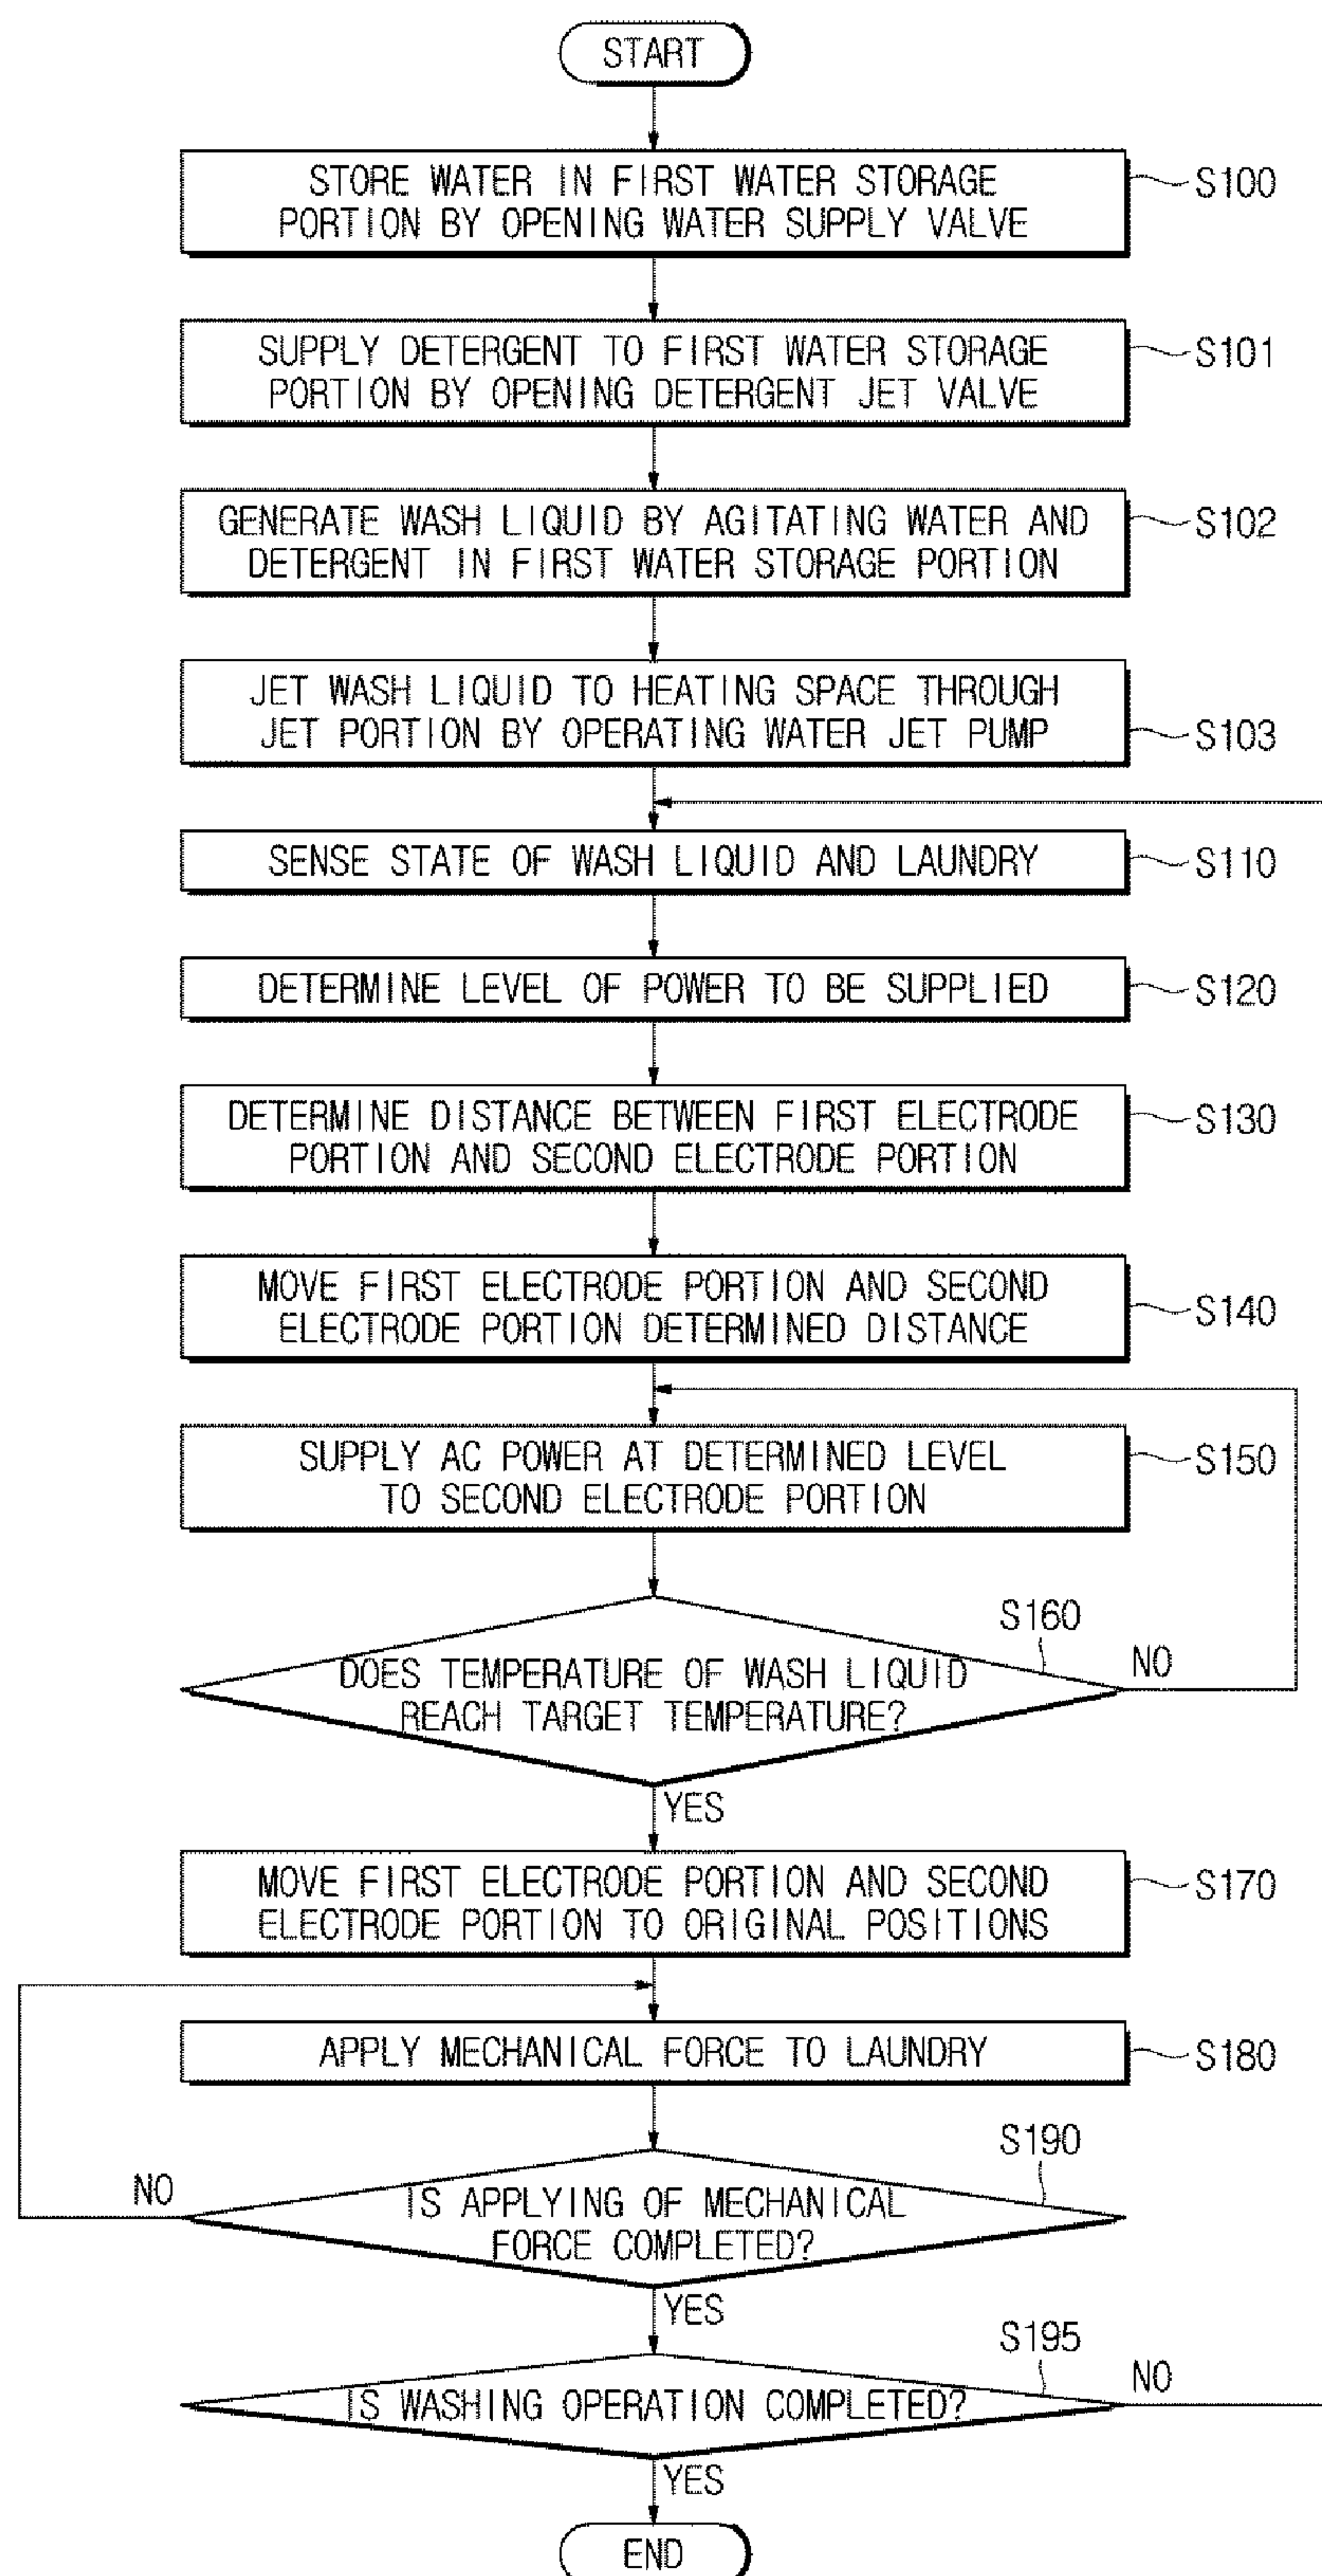 START
STORE WATER IN FIRST WATER STORAGE
PORTION BY OPENING WATER SUPPLY VALVE
S100
SUPPLY DETERGENT TO FIRST WATER STORAGE
PORTION BY OPENING DETERGENT JET VALVE
S101
GENERATE WASH LIQUID BY AGITATING WATER AND
DETERGENT IN FIRST WATER STORAGE PORTION
S102
JET WASH LIQUID TO HEATING SPACE THROUGH
JET PORTION BY OPERATING WATER JET PUMP
S103
SENSE STATE OF WASH LIQUID AND LAUNDRY
S110
DETERMINE LEVEL OF POWER TO BE SUPPLIED
S120
DETERMINE DISTANCE BETWEEN FIRST ELECTRODE
PORTION AND SECOND ELECTRODE PORTION
S130
MOVE FIRST ELECTRODE PORTION AND SECOND
ELECTRODE PORTION DETERMINED DISTANCE
S140
SUPPLY AC POWER AT DETERMINED LEVEL
TO SECOND ELECTRODE PORTION
S150
S160
DOES TEMPERATURE OF WASH LIQUID
REACH TARGET TEMPERATURE?
NO
YES
MOVE FIRST ELECTRODE PORTION AND SECOND
ELECTRODE PORTION TO ORIGINAL POSITIONS
S170
APPLY MECHANICAL FORCE TO LAUNDRY
S180
S190
NO
IS APPLYING OF MECHANICAL
FORCE COMPLETED?
YES
S195
IS WASHING OPERATION COMPLETED?
NO
YES
END